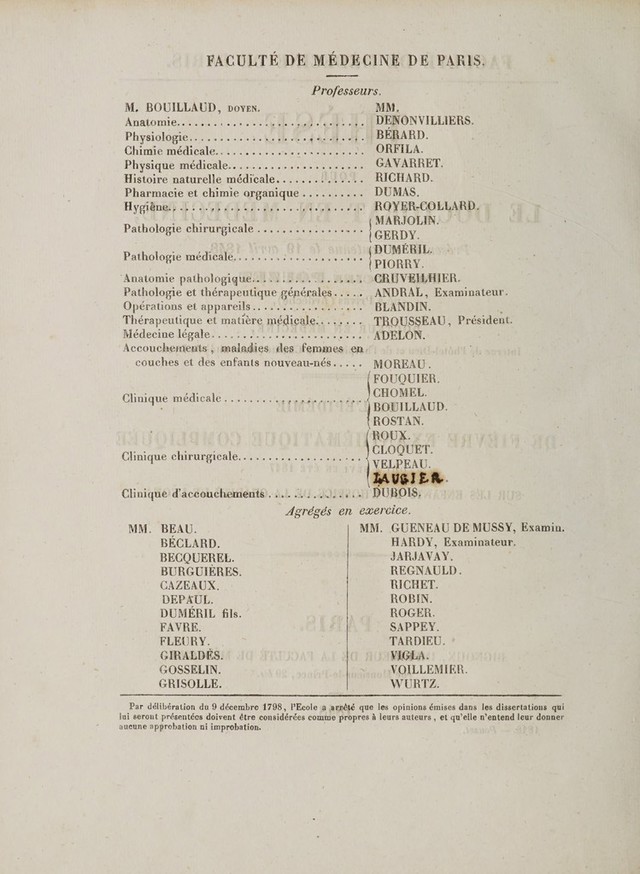 FACULTÉ DE MÉDECINE DE PARIS.
Professeurs.
M. BOUILLAUD, DOYEN. MM.
Anatomie DENONVILLIERS.
Physiologie BÉRARD.
Chimie médicale ORFILA.
Physique médicale GAVARRET.
Histoire naturelle médicale RICHARD.
Pharmacie et chimie organique DUMAS.
Hygiène ROYER-COLLARD.
Pathologie chirurgicale MARJOLIN.
GERDY.
Pathologie médicale DUMÉRIL.
PIORRY.
Anatomie pathologique CRUVEILHIER.
Pathologie et thérapeutique générales ANDRAL, Examinateur.
Opérations et appareils BLANDIN.
Thérapeutique et matière médicale TROUSSEAU, Président.
Médecine légale ADELON.
Accouchements, maladies des femmes en
couches et des enfants nouveau-nés MOREAU.
Clinique médicale FOUQUIER.
CHOMEL.
BOUILLAUD.
ROSTAN.
Clinique chirurgicale ROUX.
CLOQUET.
VELPEAU.
LAUGIER.
Clinique d'accouchements DUBOIS.
Agrégés en exercice.
MM. BEAU. MM. GUENEAU DE MUSSY, Examin.
BÉCLARD. HARDY, Examinateur.
BECQUEREL. JARJAVAY.
BURGUIÈRES. REGNAULD.
CAZEAUX. RICHET.
DEPAUL. ROBIN.
DUMÉRIL fils. ROGER.
FAVRE. SAPPEY.
FLEURY. TARDIEU.
GIRALDÈS. VIGLA.
GOSSELIN. VOILLEMIER.
GRISOLLE. WURTZ.
Par délibération du 9 décembre 1798, l'Ecole a arrêté que les opinions émises dans les dissertations qui
lui seront présentées doivent être considérées comme propres à leurs auteurs, et qu'elle n'entend leur donner
aucune approbation ni improbation.